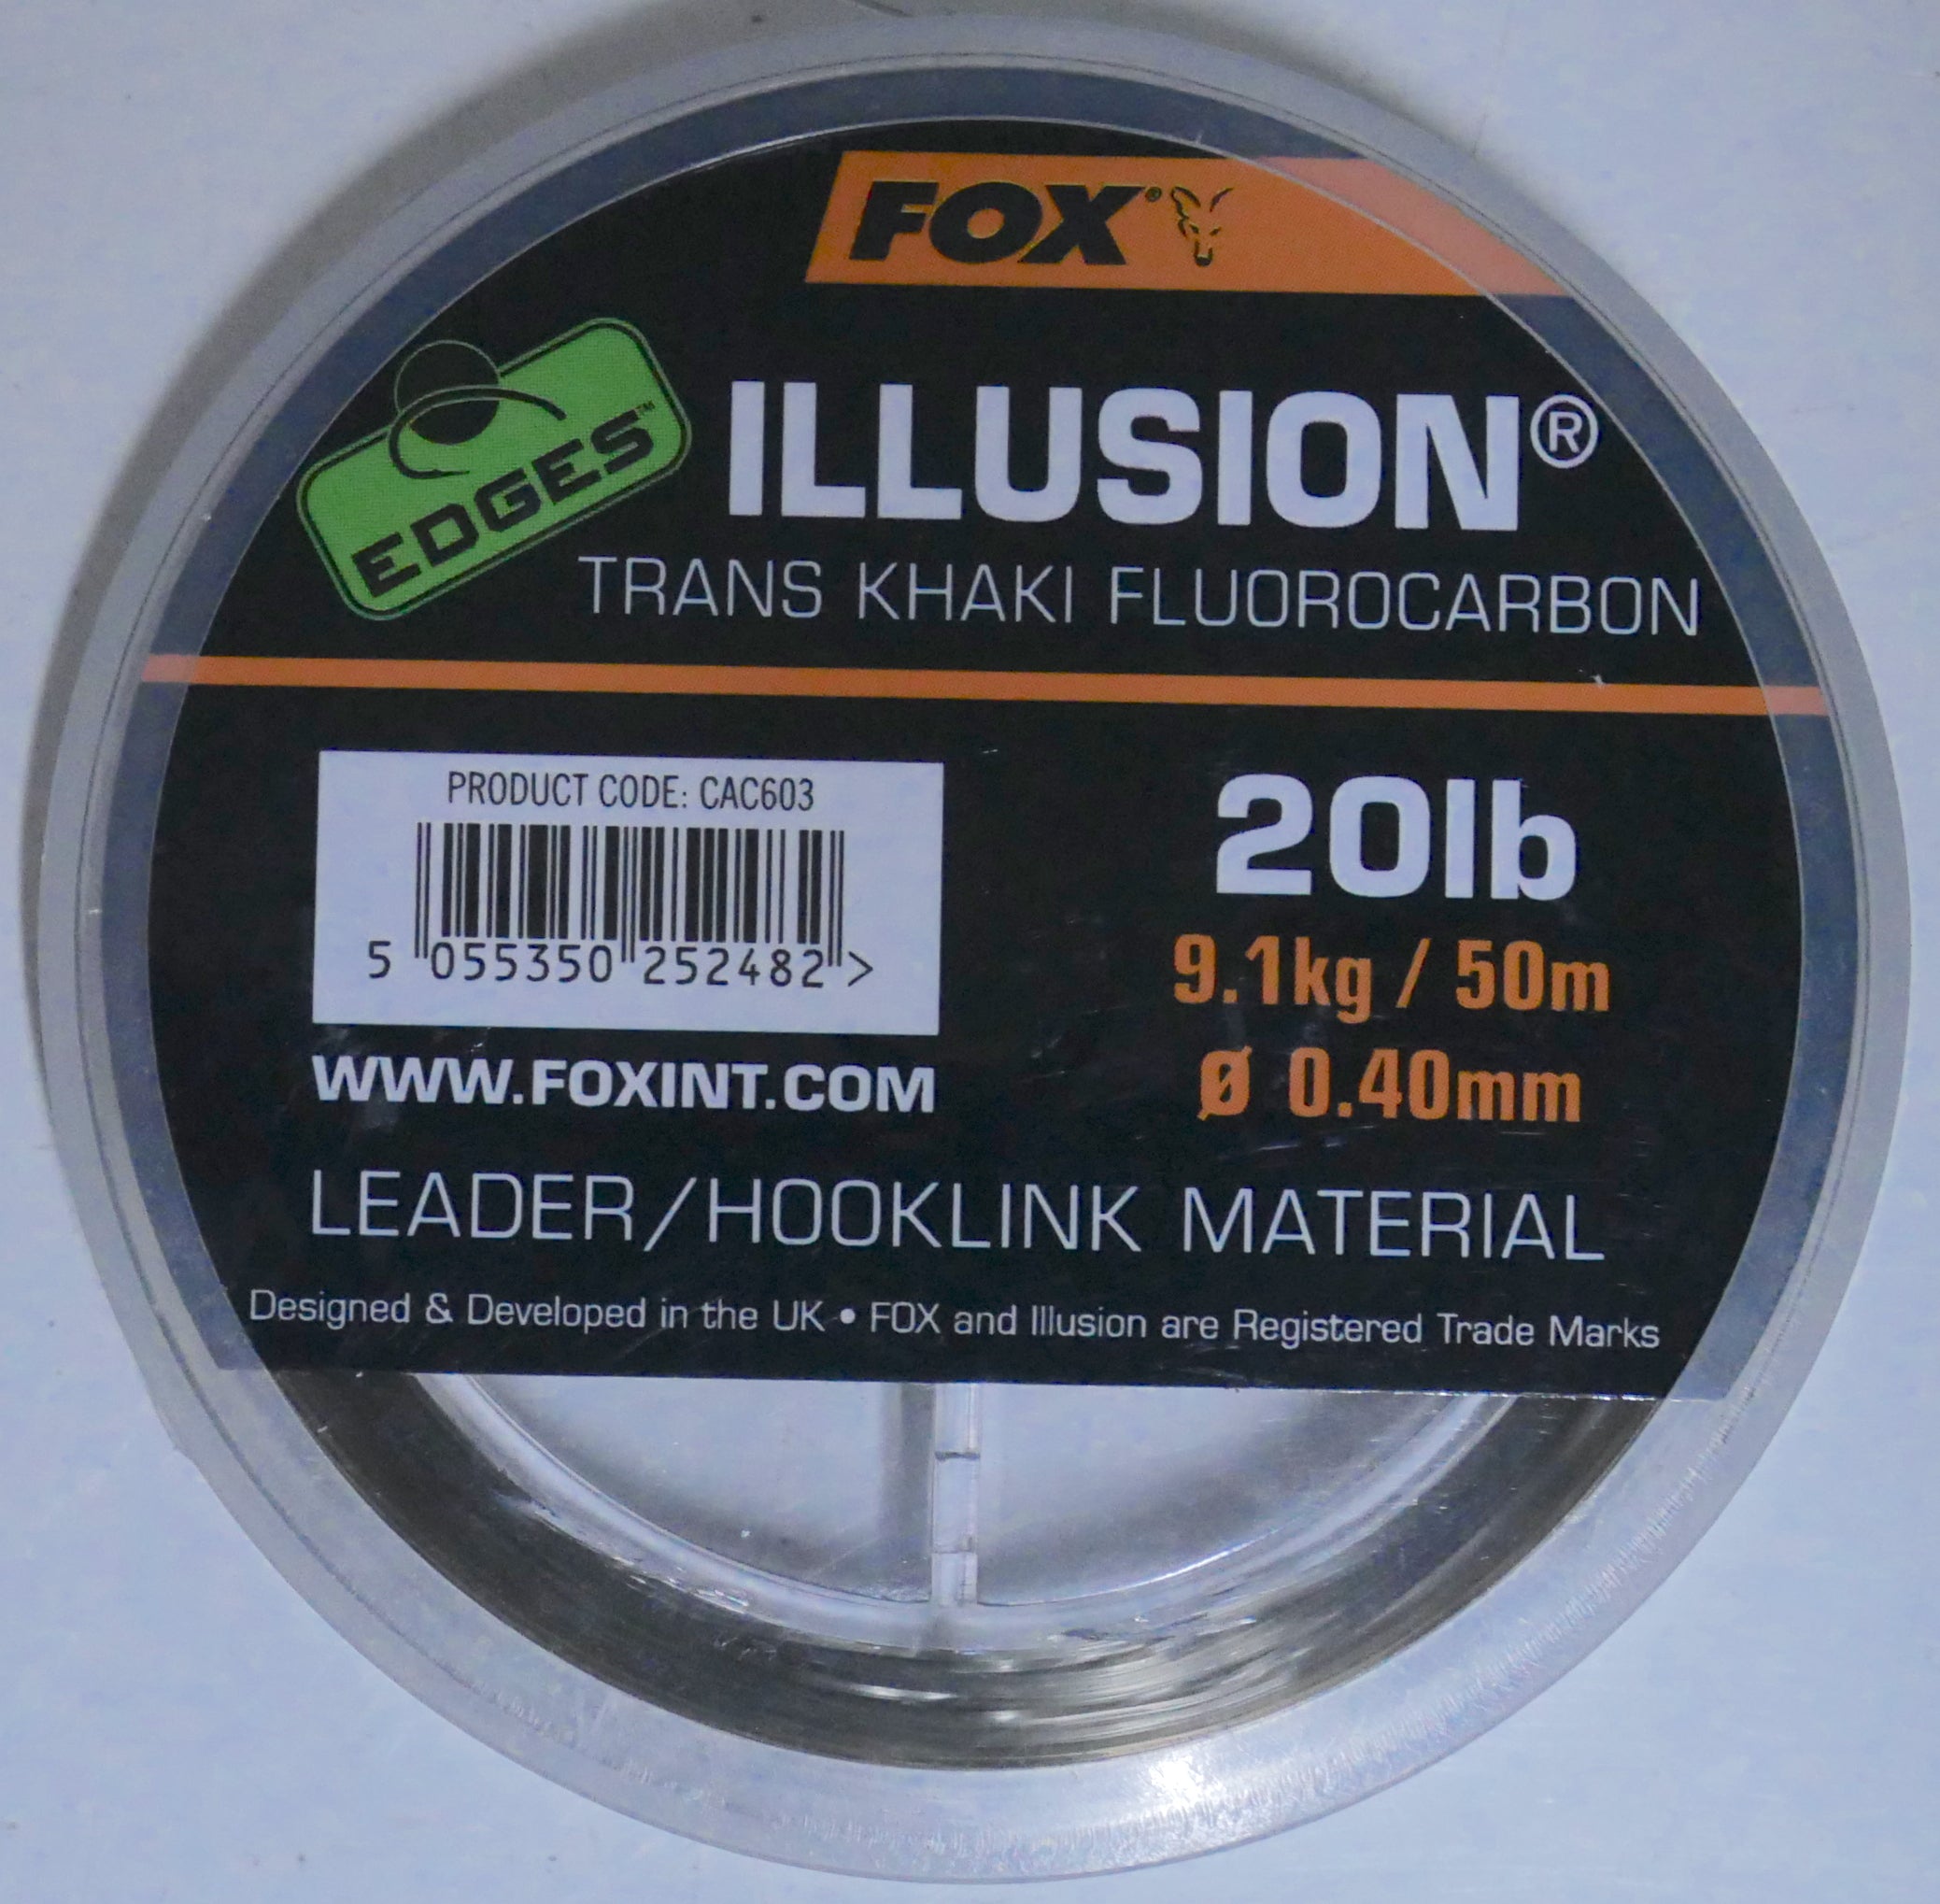 FOX®
EDGES™
ILLUSION®
TRANS KHAKI FLUOROCARBON
PRODUCT CODE: CAC603
5 055350 252482 >
20lb
9.1kg / 50m
ø 0.40mm
WWW.FOXINT.COM
LEADER/HOOKLINK MATERIAL
Designed & Developed in the UK • FOX and Illusion are Registered Trade Marks